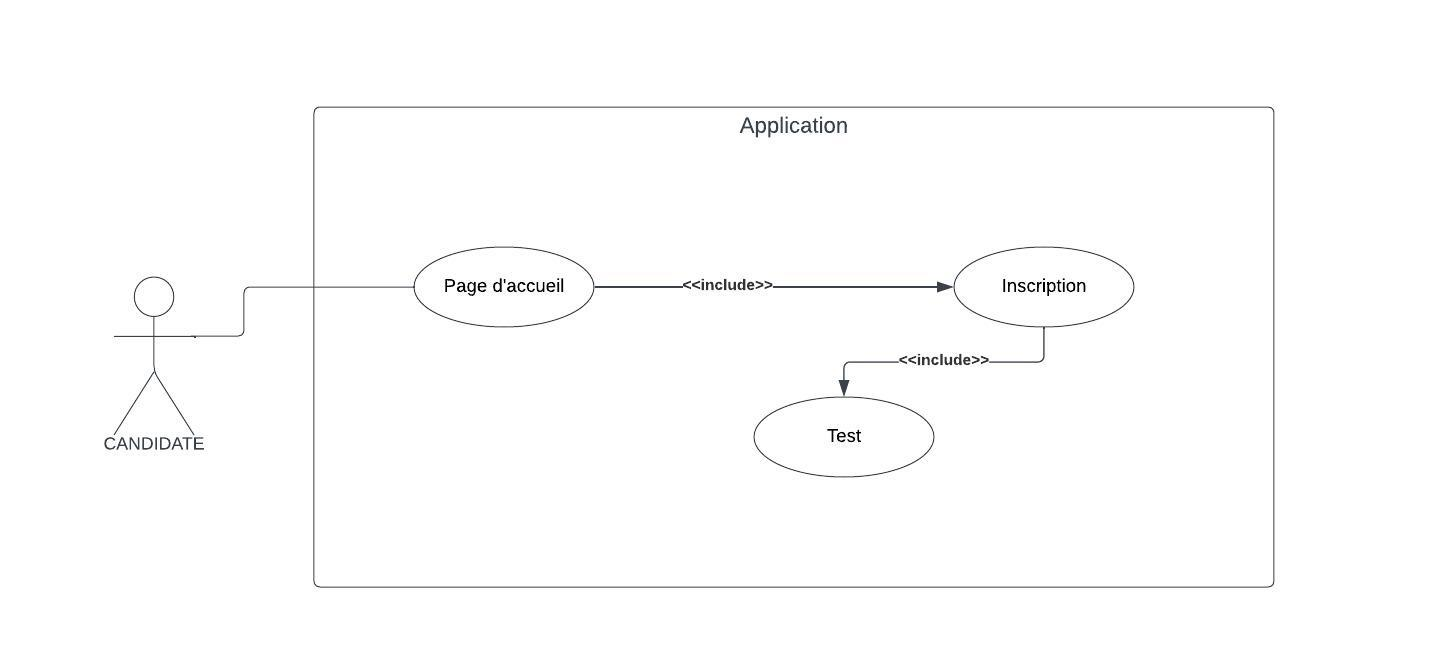 Application
Page d'accueil
<<include>>
Inscription
<<include>>
Test
CANDIDATE